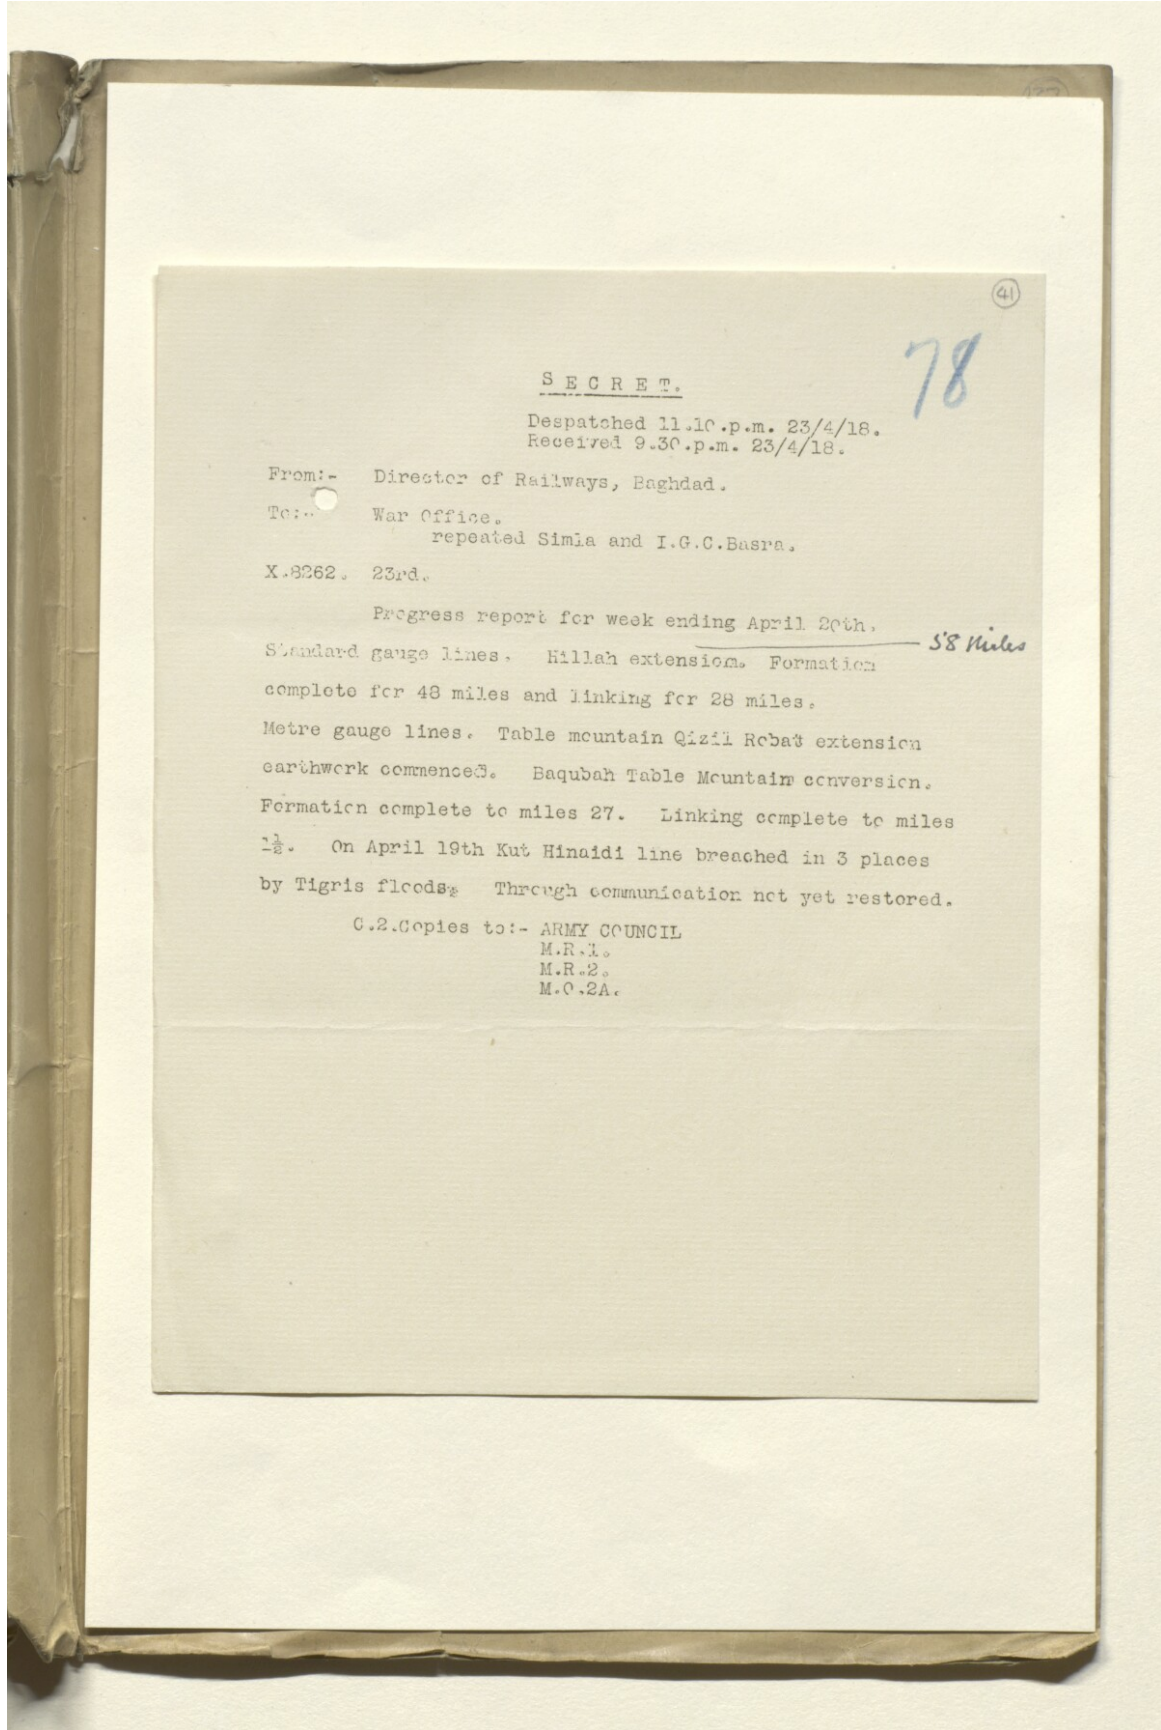 41
78
SECRET.
Despatched 11.10.p.m. 23/4/18.
Received 9.30.p.m. 23/4/18.
From:- Director of Railways, Baghdad.
To:- War Office.
repeated Simla and I.G.C.Basra.
X.8262. 23rd.
Progress report for week ending April 20th.
58 Miles
Standard gauge lines. Hillah extension. Formation
complete for 48 miles and linking for 28 miles.
Metre gauge lines. Table mountain Qizil Robat extension
earthwork commenced. Baqubah Table Mountain conversion.
Formation complete to miles 27. Linking complete to miles
½. On April 19th Kut Hinaidi line breached in 3 places
by Tigris floods. Through communication not yet restored.
C.2.Copies to:- ARMY COUNCIL
M.R.1.
M.R.2.
M.O.2A.